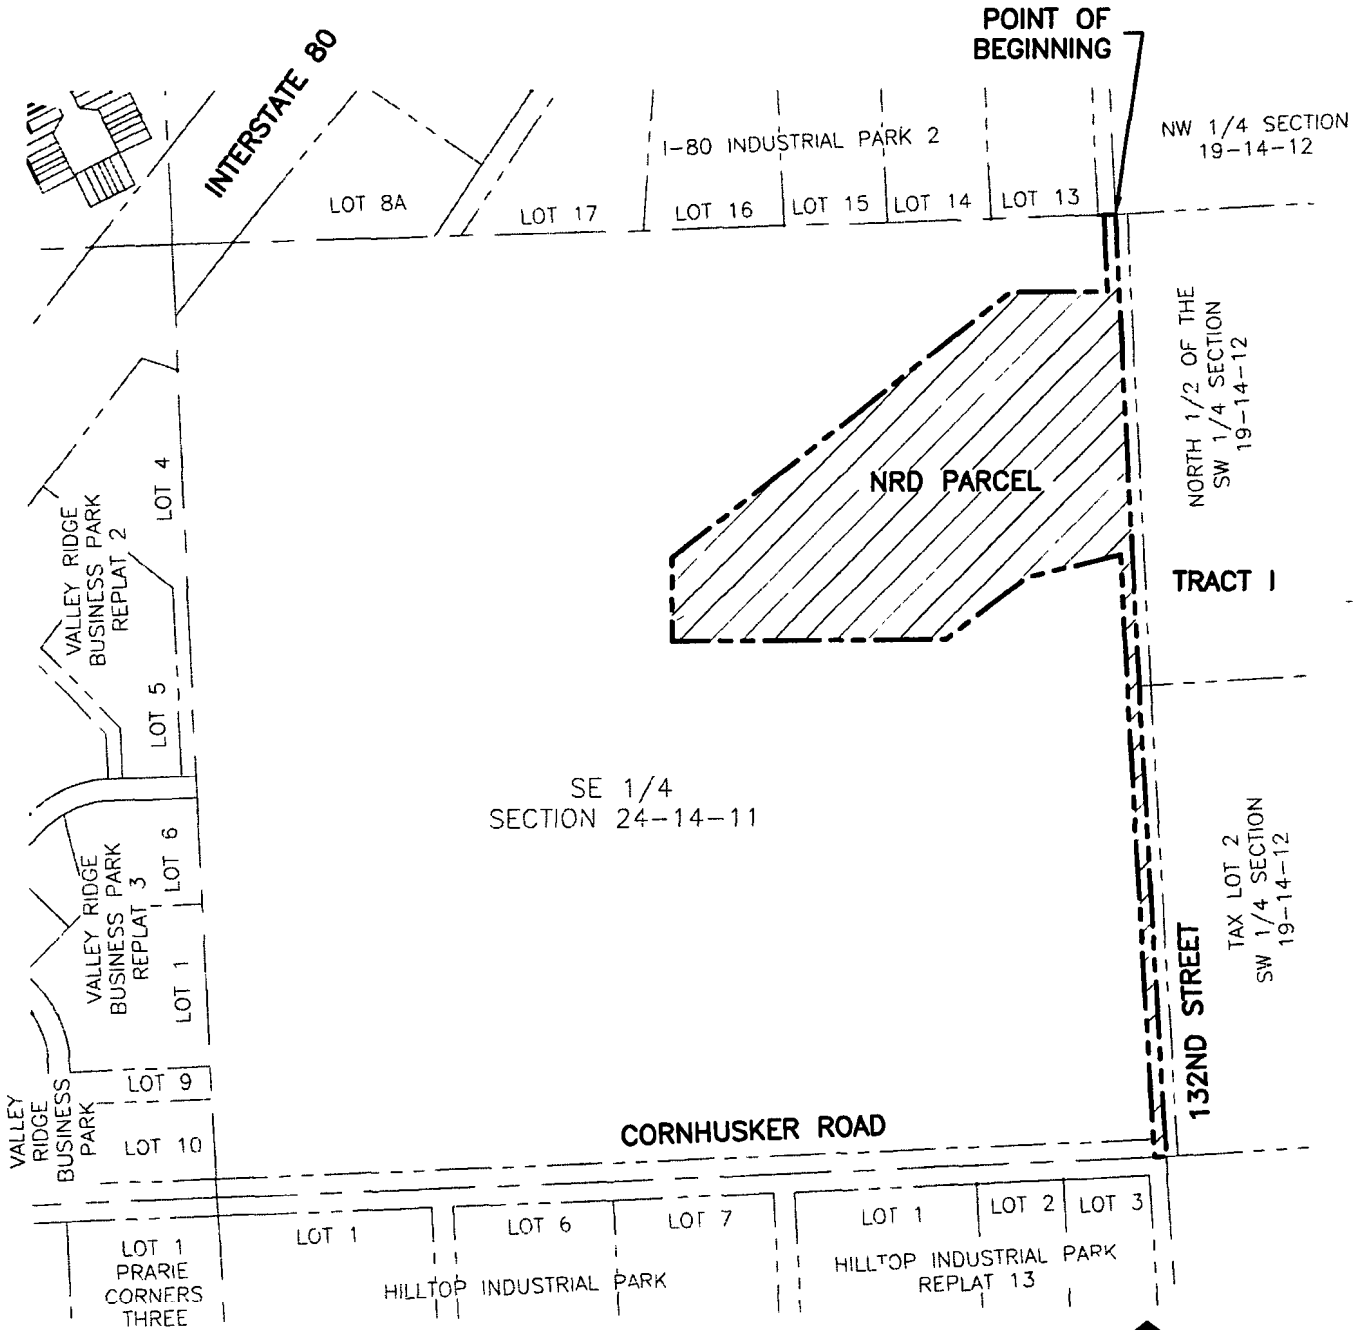 POINT OF
BEGINNING
INTERSTATE 80
I-80 INDUSTRIAL PARK 2
NW 1/4 SECTION
19-14-12
LOT 8A
LOT 17
LOT 16
LOT 15
LOT 14
LOT 13
NORTH 1/2 OF THE
SW 1/4 SECTION
19-14-12
NRD PARCEL
TRACT I
LOT 4
VALLEY RIDGE
BUSINESS PARK
REPLAT 2
LOT 5
SE 1/4
SECTION 24-14-11
LOT 6
VALLEY RIDGE
BUSINESS PARK
REPLAT 3
LOT 1
TAX LOT 2
SW 1/4 SECTION
19-14-12
132ND STREET
LOT 9
LOT 10
VALLEY
RIDGE
BUSINESS
PARK
CORNHUSKER ROAD
LOT 1
PRARIE
CORNERS
THREE
LOT 1
LOT 6
LOT 7
HILLTOP INDUSTRIAL PARK
LOT 1
LOT 2
LOT 3
HILLTOP INDUSTRIAL PARK
REPLAT 13